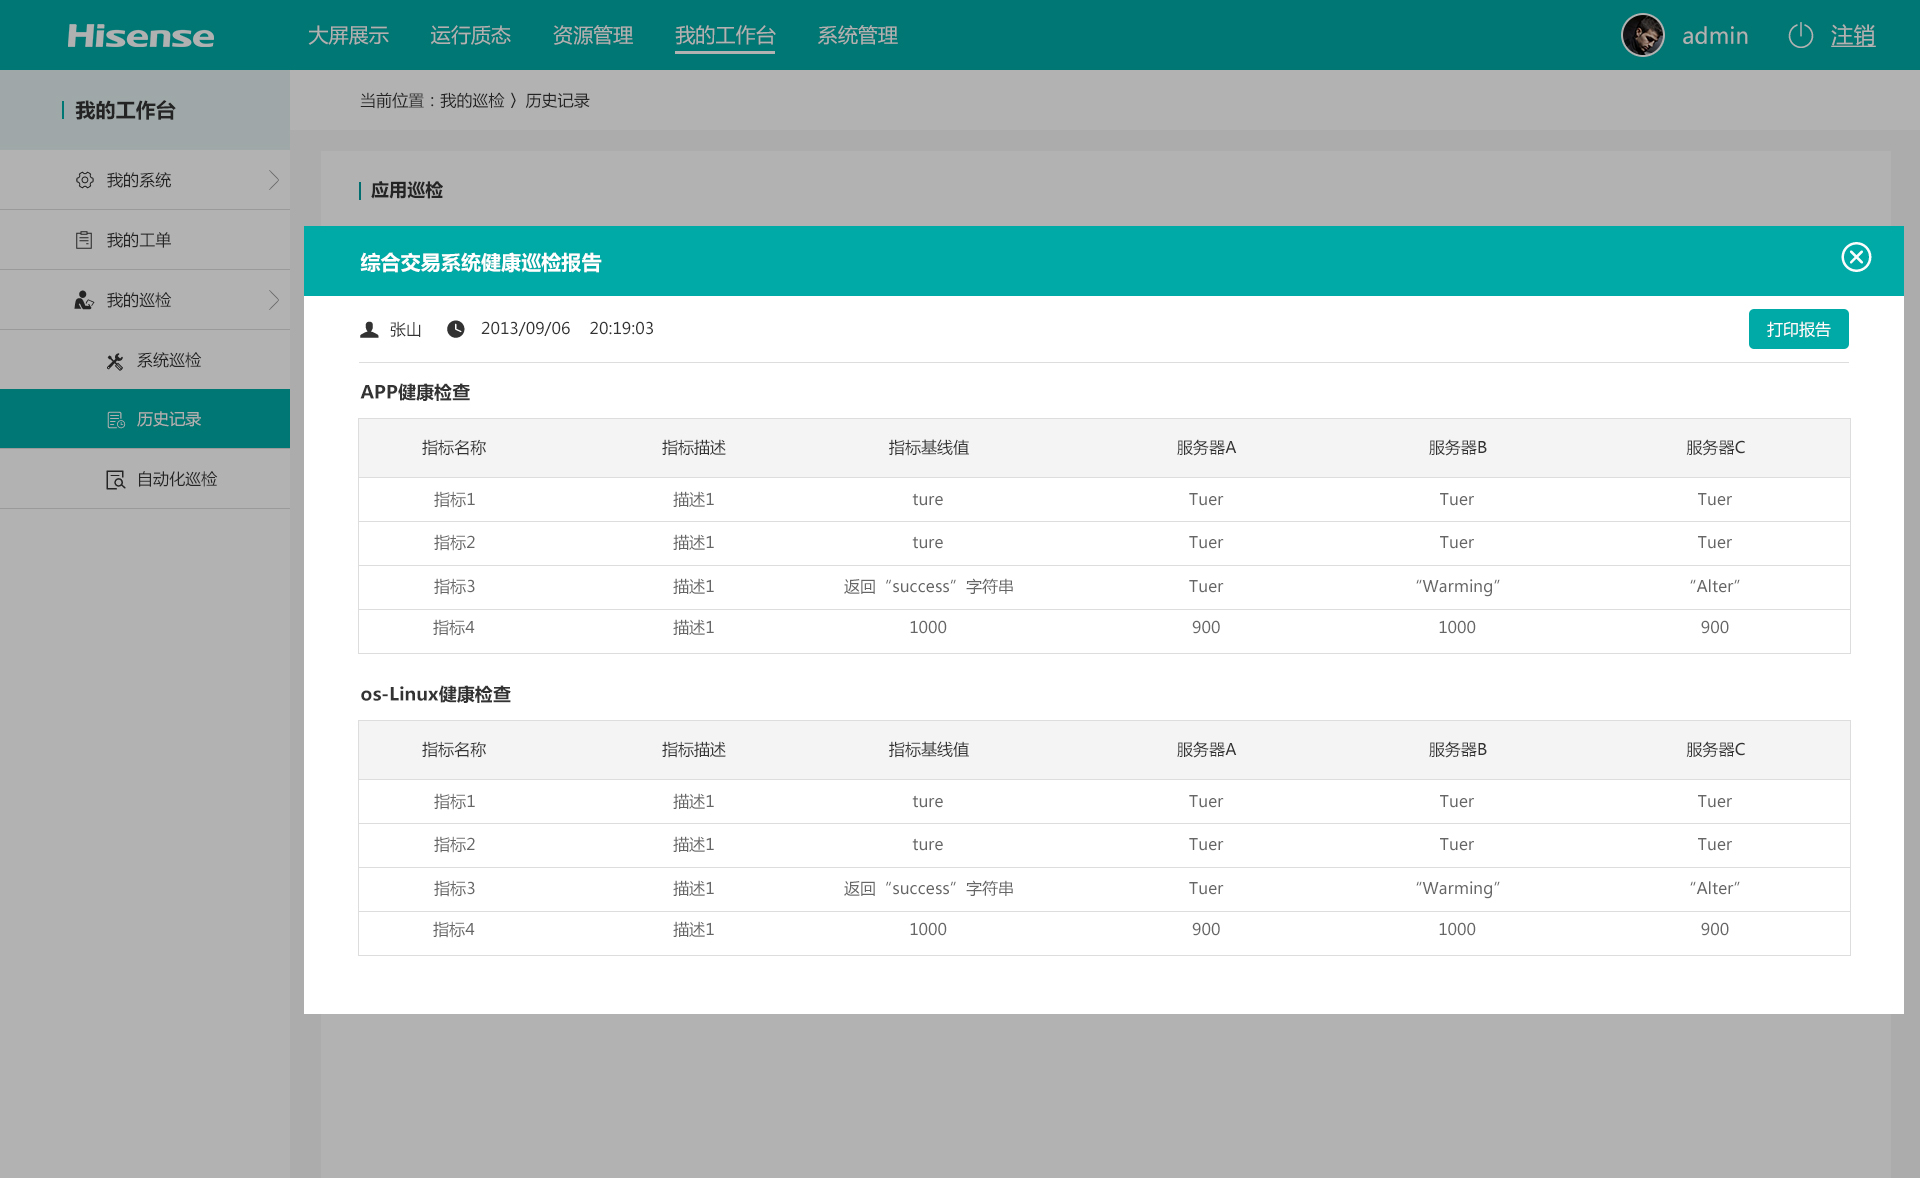 Hisense 大屏展示 运行质态 资源管理 我的工作台 系统管理 admin 注销
我的工作台
当前位置：我的巡检 〉历史记录
我的系统
我的工单
我的巡检
系统巡检
历史记录
自动化巡检
应用巡检
综合交易系统健康巡检报告
张山 2013/09/06 20:19:03 打印报告
APP健康检查
指标名称 指标描述 指标基线值 服务器A 服务器B 服务器C
指标1 描述1 ture Tuer Tuer Tuer
指标2 描述1 ture Tuer Tuer Tuer
指标3 描述1 返回“success”字符串 Tuer “Warming” “Alter”
指标4 描述1 1000 900 1000 900
os-Linux健康检查
指标名称 指标描述 指标基线值 服务器A 服务器B 服务器C
指标1 描述1 ture Tuer Tuer Tuer
指标2 描述1 ture Tuer Tuer Tuer
指标3 描述1 返回“success”字符串 Tuer “Warming” “Alter”
指标4 描述1 1000 900 1000 900